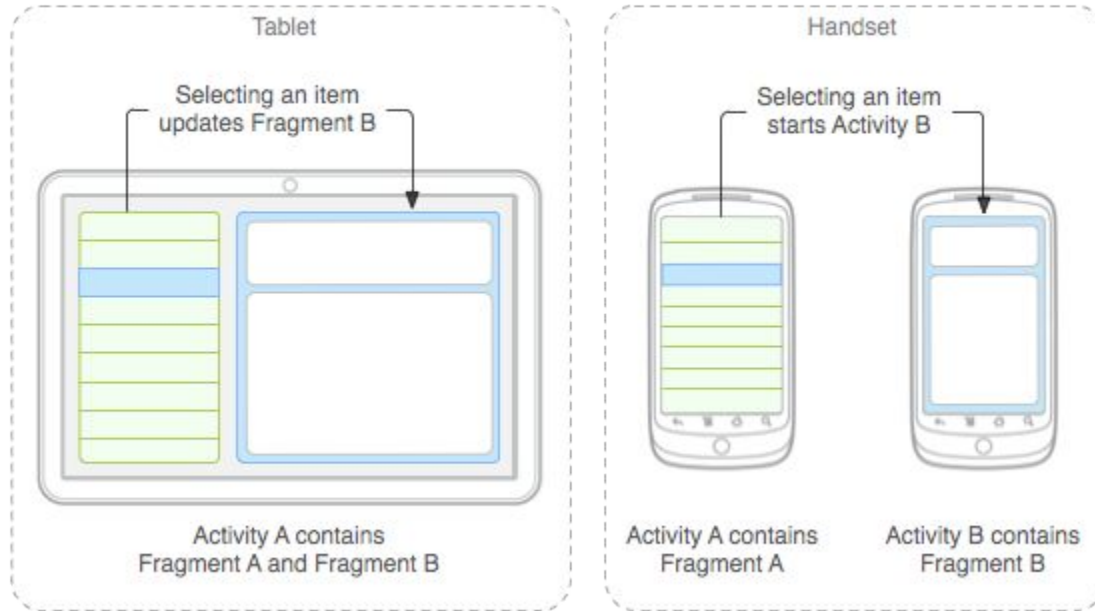 Tablet
Selecting an item
updates Fragment B
Activity A contains
Fragment A and Fragment B
Handset
Selecting an item
starts Activity B
Activity A contains
Fragment A
Activity B contains
Fragment B